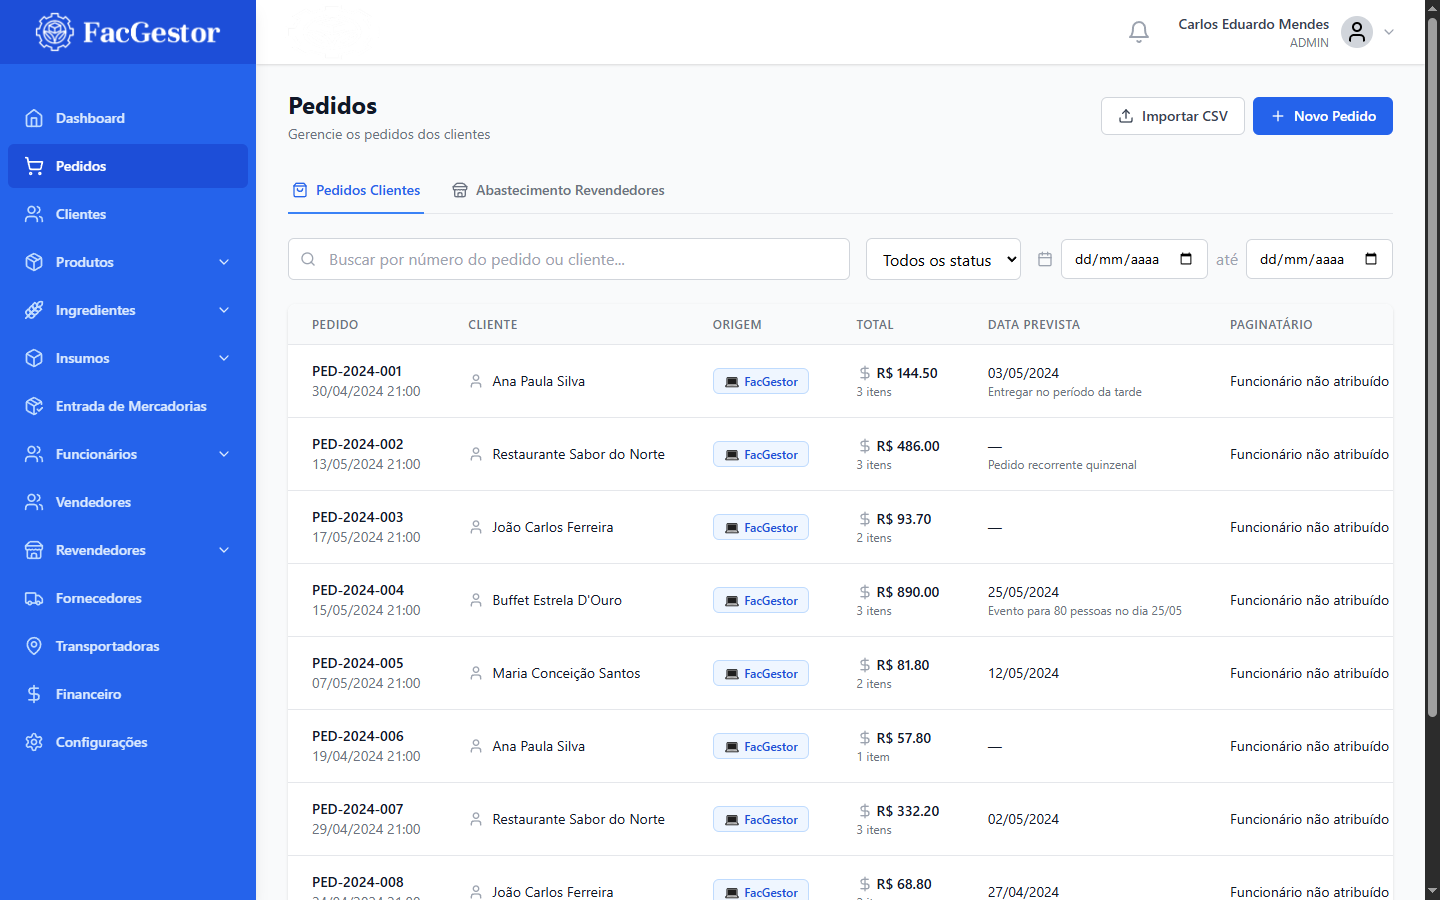 FacGestor
Carlos Eduardo Mendes
ADMIN
Dashboard
Pedidos
Clientes
Produtos
Ingredientes
Insumos
Entrada de Mercadorias
Funcionários
Vendedores
Revendedores
Fornecedores
Transportadoras
Financeiro
Configurações
Pedidos
Gerencie os pedidos dos clientes
Importar CSV
Novo Pedido
Pedidos Clientes
Abastecimento Revendedores
Buscar por número do pedido ou cliente...
Todos os status
dd/mm/aaaa
até
dd/mm/aaaa
PEDIDO CLIENTE ORIGEM TOTAL DATA PREVISTA PAGINATÁRIO
PED-2024-001
30/04/2024 21:00
Ana Paula Silva
FacGestor
R$ 144.50
3 itens
03/05/2024
Entregar no período da tarde
Funcionário não atribuído
PED-2024-002
13/05/2024 21:00
Restaurante Sabor do Norte
FacGestor
R$ 486.00
3 itens
—
Pedido recorrente quinzenal
Funcionário não atribuído
PED-2024-003
17/05/2024 21:00
João Carlos Ferreira
FacGestor
R$ 93.70
2 itens
—
Funcionário não atribuído
PED-2024-004
15/05/2024 21:00
Buffet Estrela D'Ouro
FacGestor
R$ 890.00
3 itens
25/05/2024
Evento para 80 pessoas no dia 25/05
Funcionário não atribuído
PED-2024-005
07/05/2024 21:00
Maria Conceição Santos
FacGestor
R$ 81.80
2 itens
12/05/2024
Funcionário não atribuído
PED-2024-006
19/04/2024 21:00
Ana Paula Silva
FacGestor
R$ 57.80
1 item
—
Funcionário não atribuído
PED-2024-007
29/04/2024 21:00
Restaurante Sabor do Norte
FacGestor
R$ 332.20
3 itens
02/05/2024
Funcionário não atribuído
PED-2024-008
João Carlos Ferreira
FacGestor
R$ 68.80
27/04/2024
Funcionário não atribuído